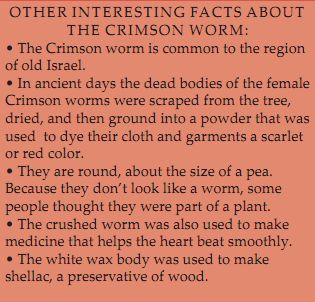 OTHER INTERESTING FACTS ABOUT
THE CRIMSON WORM:
• The Crimson worm is common to the region
of old Israel.
• In ancient days the dead bodies of the female
Crimson worms were scraped from the tree,
dried, and then ground into a powder that was
used to dye their cloth and garments a scarlet
or red color.
• They are round, about the size of a pea.
Because they don't look like a worm, some
people thought they were part of a plant.
• The crushed worm was also used to make
medicine that helps the heart beat smoothly.
• The white wax body was used to make
shellac, a preservative of wood.